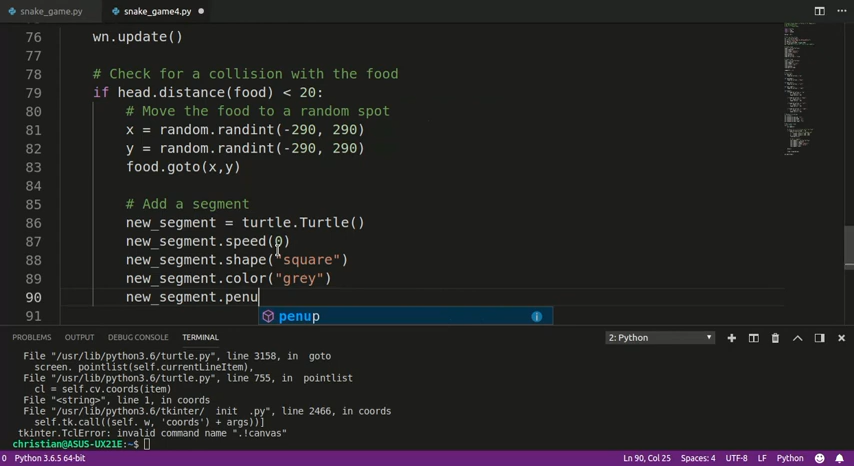 snake_game.py
snake_game4.py
76 wn.update()
77
78 # Check for a collision with the food
79 if head.distance(food) < 20:
80 # Move the food to a random spot
81 x = random.randint(-290, 290)
82 y = random.randint(-290, 290)
83 food.goto(x,y)
84
85 # Add a segment
86 new_segment = turtle.Turtle()
87 new_segment.speed(0)
88 new_segment.shape("square")
89 new_segment.color("grey")
90 new_segment.penu
penup
91
PROBLEMS OUTPUT DEBUG CONSOLE TERMINAL 2: Python
File "/usr/lib/python3.6/turtle.py", line 3158, in goto
screen. pointlist(self.currentLineItem),
File "/usr/lib/python3.6/turtle.py", line 755, in pointlist
cl = self.cv.coords(item)
File "<string>", line 1, in coords
File "/usr/lib/python3.6/tkinter/ init .py", line 2466, in coords
self.tk.call((self. w, 'coords') + args))]
tkinter.TclError: invalid command name ".!canvas"
christian@ASUS-UX21E:~$
0 Python 3.6.5 64-bit Ln 90, Col 25 Spaces: 4 UTF-8 LF Python